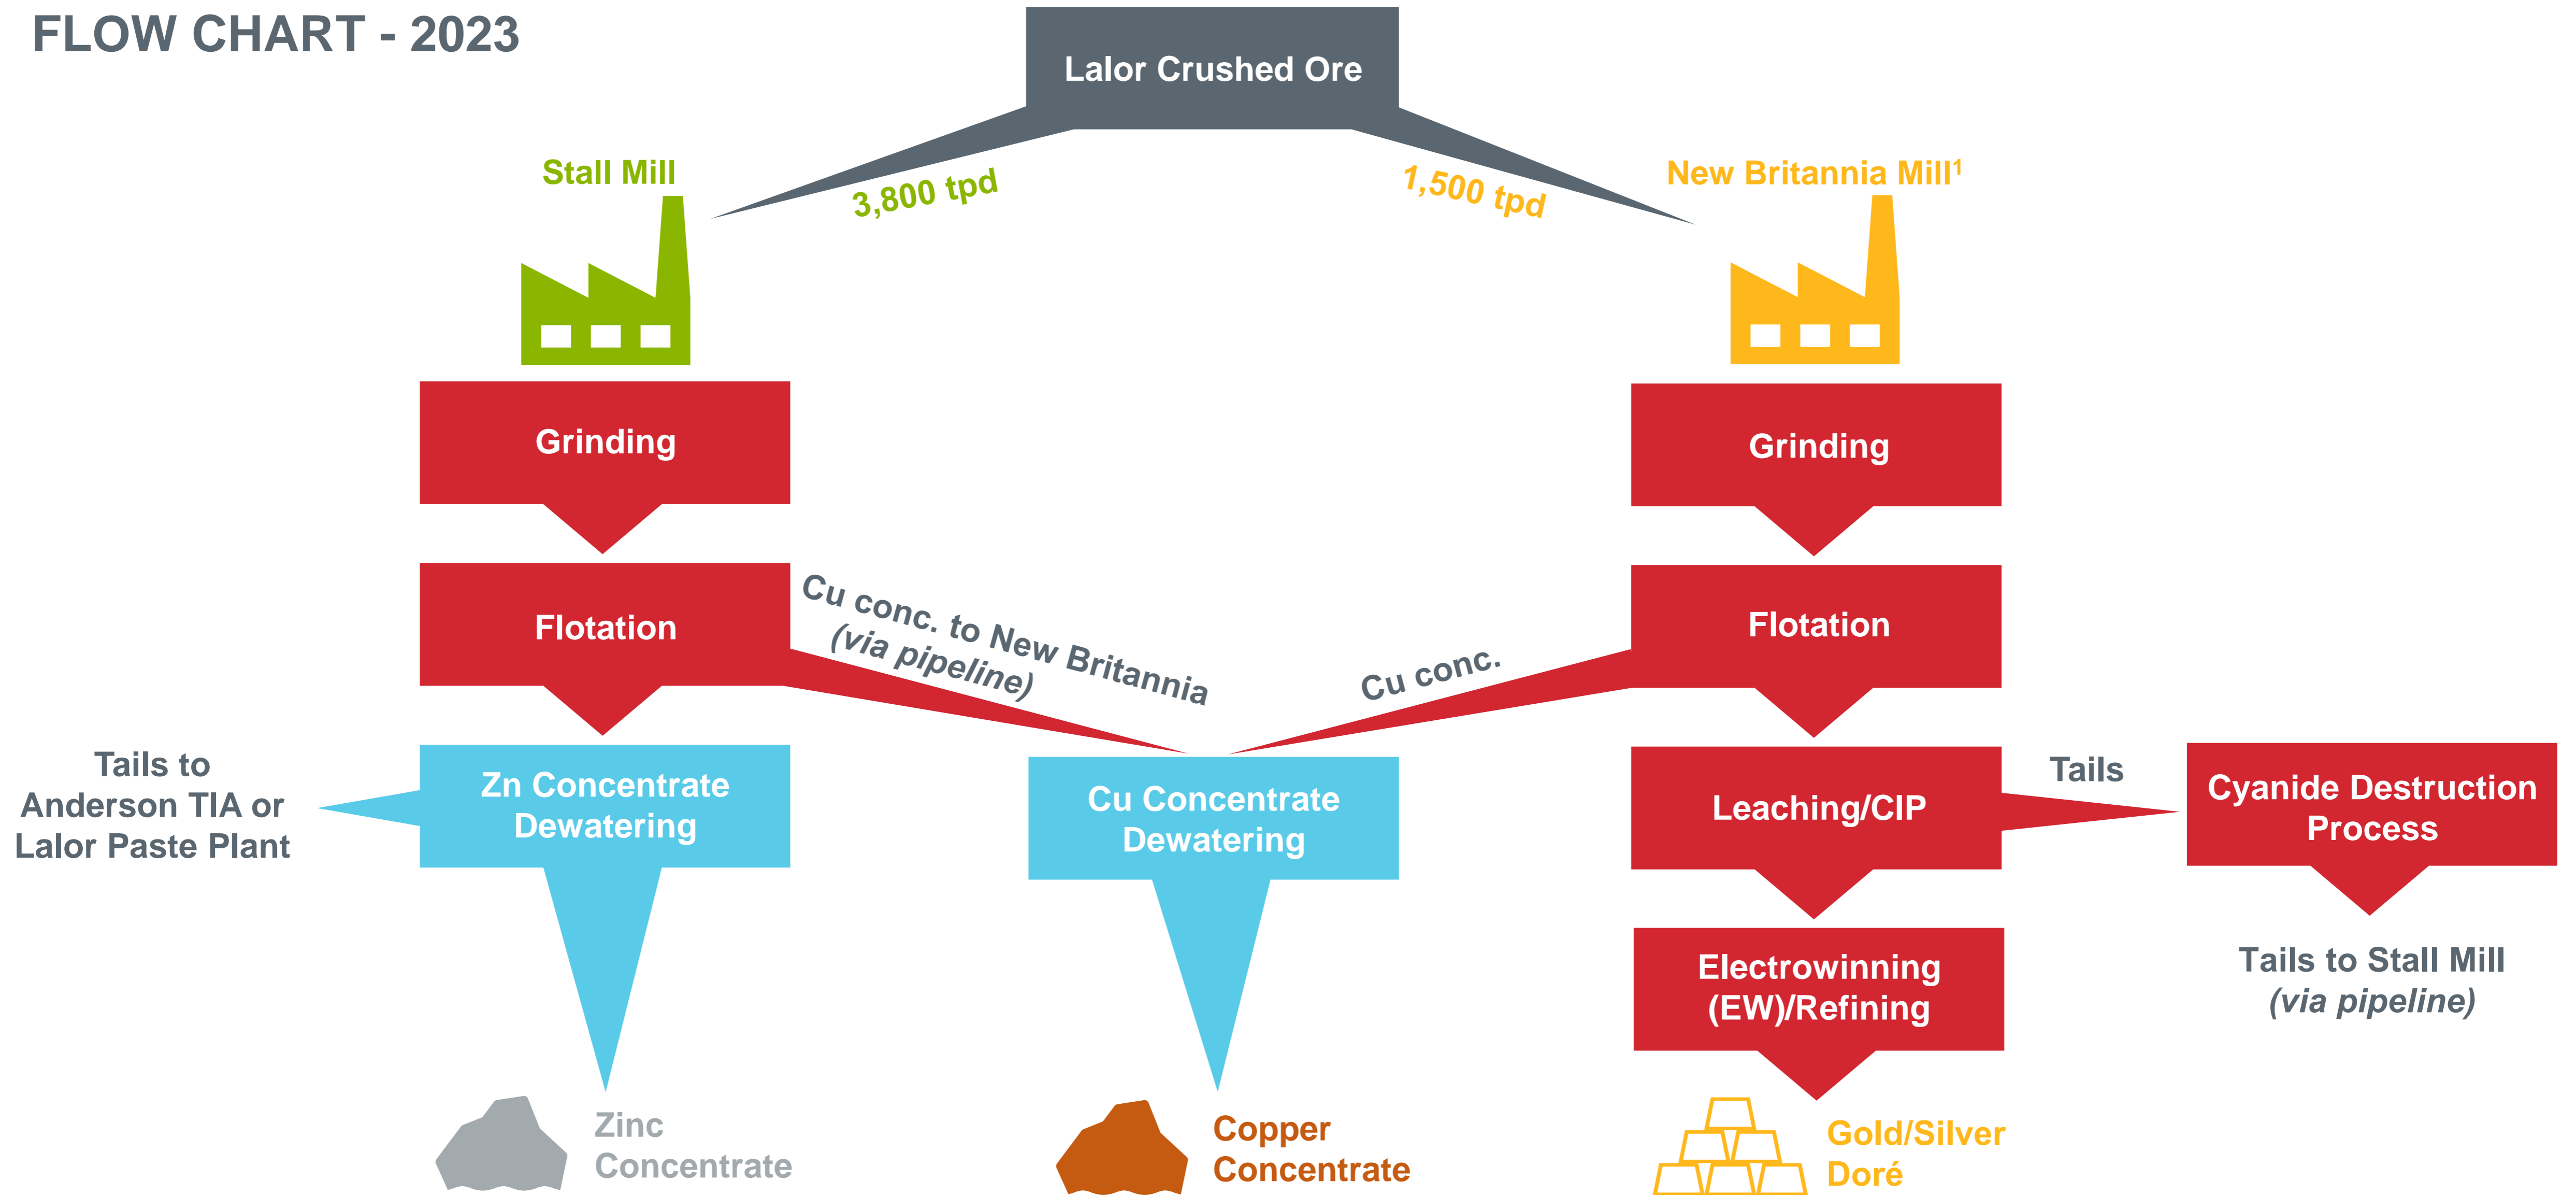 FLOW CHART - 2023
Lalor Crushed Ore
Stall Mill
3,800 tpd
1,500 tpd
New Britannia Mill¹
Grinding
Grinding
Flotation
Cu conc. to New Britannia
(via pipeline)
Cu conc.
Flotation
Tails to
Anderson TIA or
Lalor Paste Plant
Zn Concentrate
Dewatering
Cu Concentrate
Dewatering
Leaching/CIP
Tails
Cyanide Destruction
Process
Electrowinning
(EW)/Refining
Tails to Stall Mill
(via pipeline)
Zinc
Concentrate
Copper
Concentrate
Gold/Silver
Doré